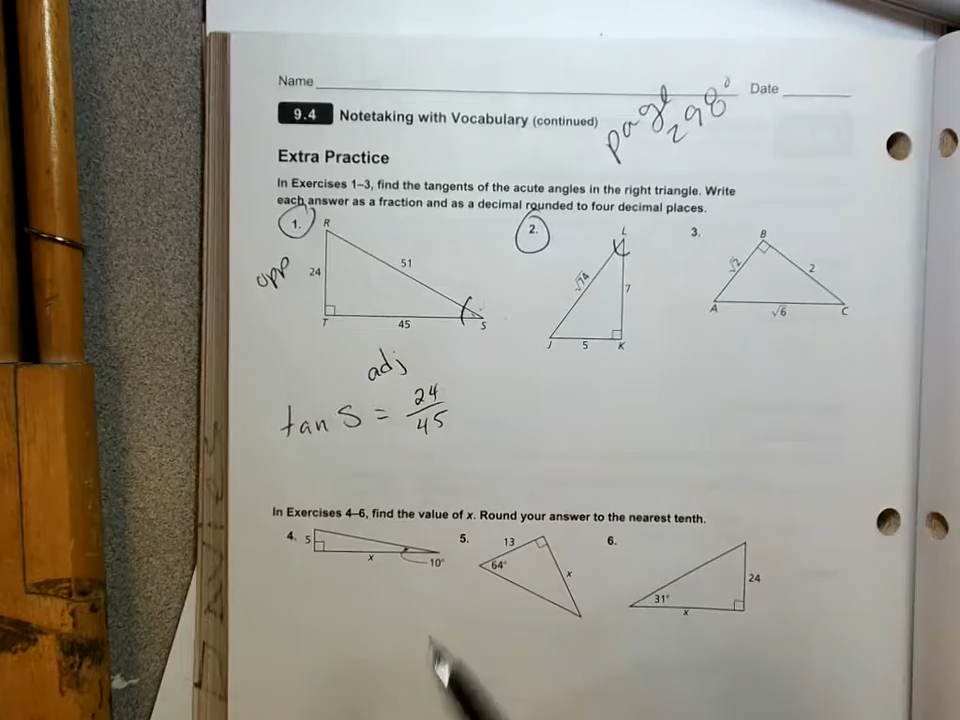 Name Date
page 298
9.4 Notetaking with Vocabulary (continued)
Extra Practice
In Exercises 1–3, find the tangents of the acute angles in the right triangle. Write
each answer as a fraction and as a decimal rounded to four decimal places.
1. R 51 24 T 45 S
opp
adj
2. L √74 7 J 5 K
3. B √2 2 A √6 C
tan S = 24/45
In Exercises 4–6, find the value of x. Round your answer to the nearest tenth.
4. 5 x 10°
5. 13 64° x
6. 24 31° x